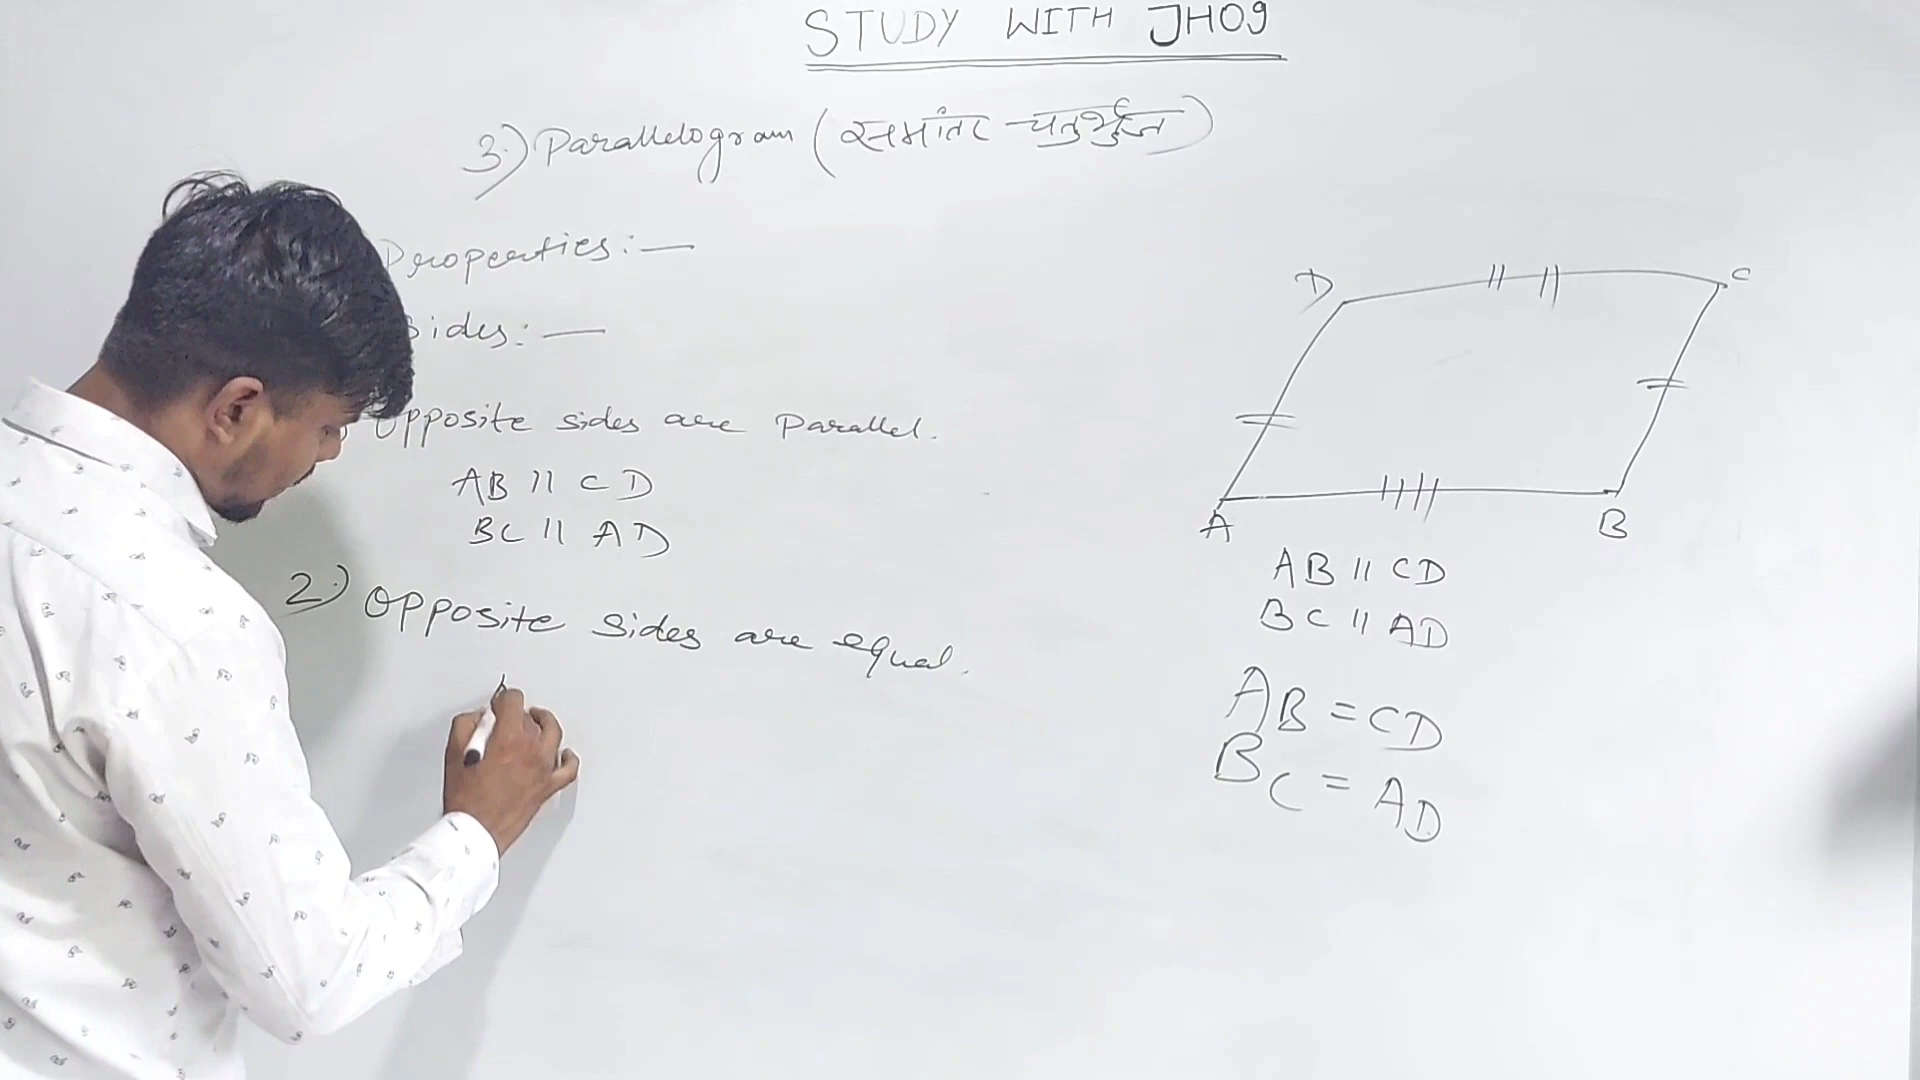 STUDY WITH JH09
3.) Parallelogram (समांतर चतुर्भुज)
Properties:—
Sides:—
Opposite sides are Parallel.
AB || CD
BC || AD
2.) Opposite sides are equal.
D
C
A
B
AB || CD
BC || AD
AB = CD
BC = AD